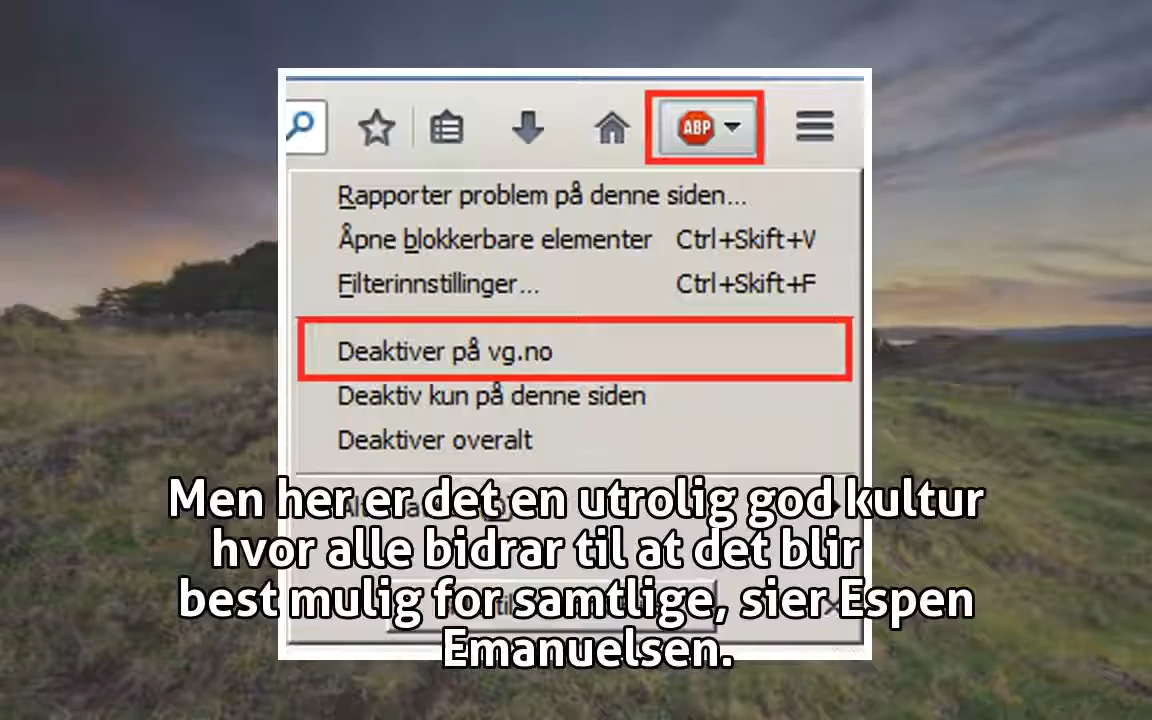 ABP
Rapporter problem på denne siden...
Åpne blokkerbare elementer Ctrl+Skift+V
Filterinnstillinger... Ctrl+Skift+F
Deaktiver på vg.no
Deaktiv kun på denne siden
Deaktiver overalt
Men her er det en utrolig god kultur
hvor alle bidrar til at det blir
best mulig for samtlige, sier Espen
Emanuelsen.